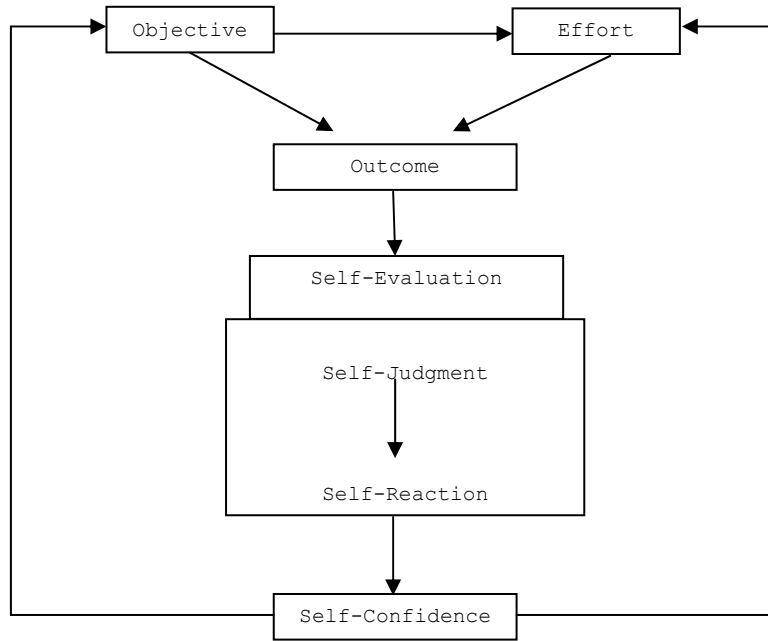 Objective
Effort
Outcome
Self-Evaluation
Self-Judgment
Self-Reaction
Self-Confidence